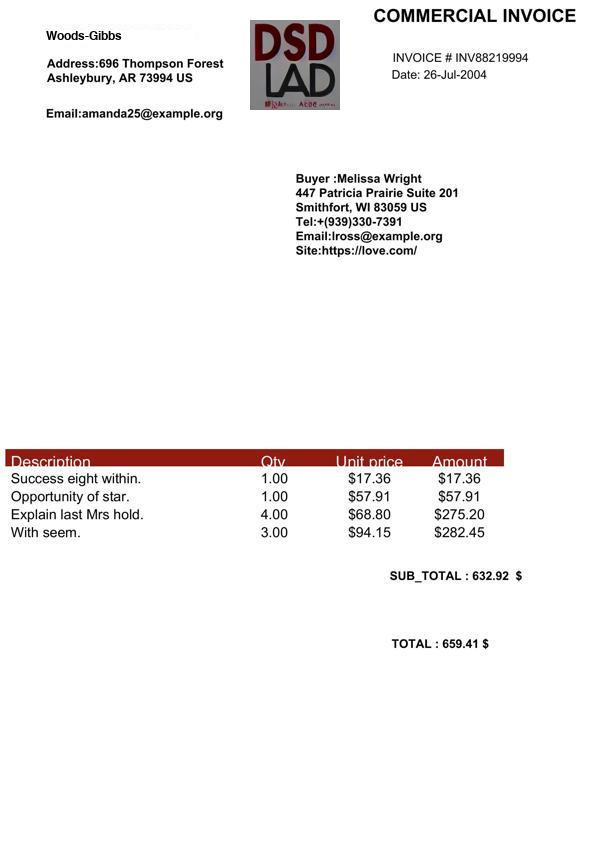 COMMERCIAL INVOICE
Woods-Gibbs
Address:696 Thompson Forest
Ashleybury, AR 73994 US
Email:amanda25@example.org
DSD
LAD
INVOICE # INV88219994
Date: 26-Jul-2004
Buyer :Melissa Wright
447 Patricia Prairie Suite 201
Smithfort, WI 83059 US
Tel:+(939)330-7391
Email:lross@example.org
Site:https://love.com/
Description Qty Unit price Amount
Success eight within. 1.00 $17.36 $17.36
Opportunity of star. 1.00 $57.91 $57.91
Explain last Mrs hold. 4.00 $68.80 $275.20
With seem. 3.00 $94.15 $282.45
SUB_TOTAL : 632.92 $
TOTAL : 659.41 $